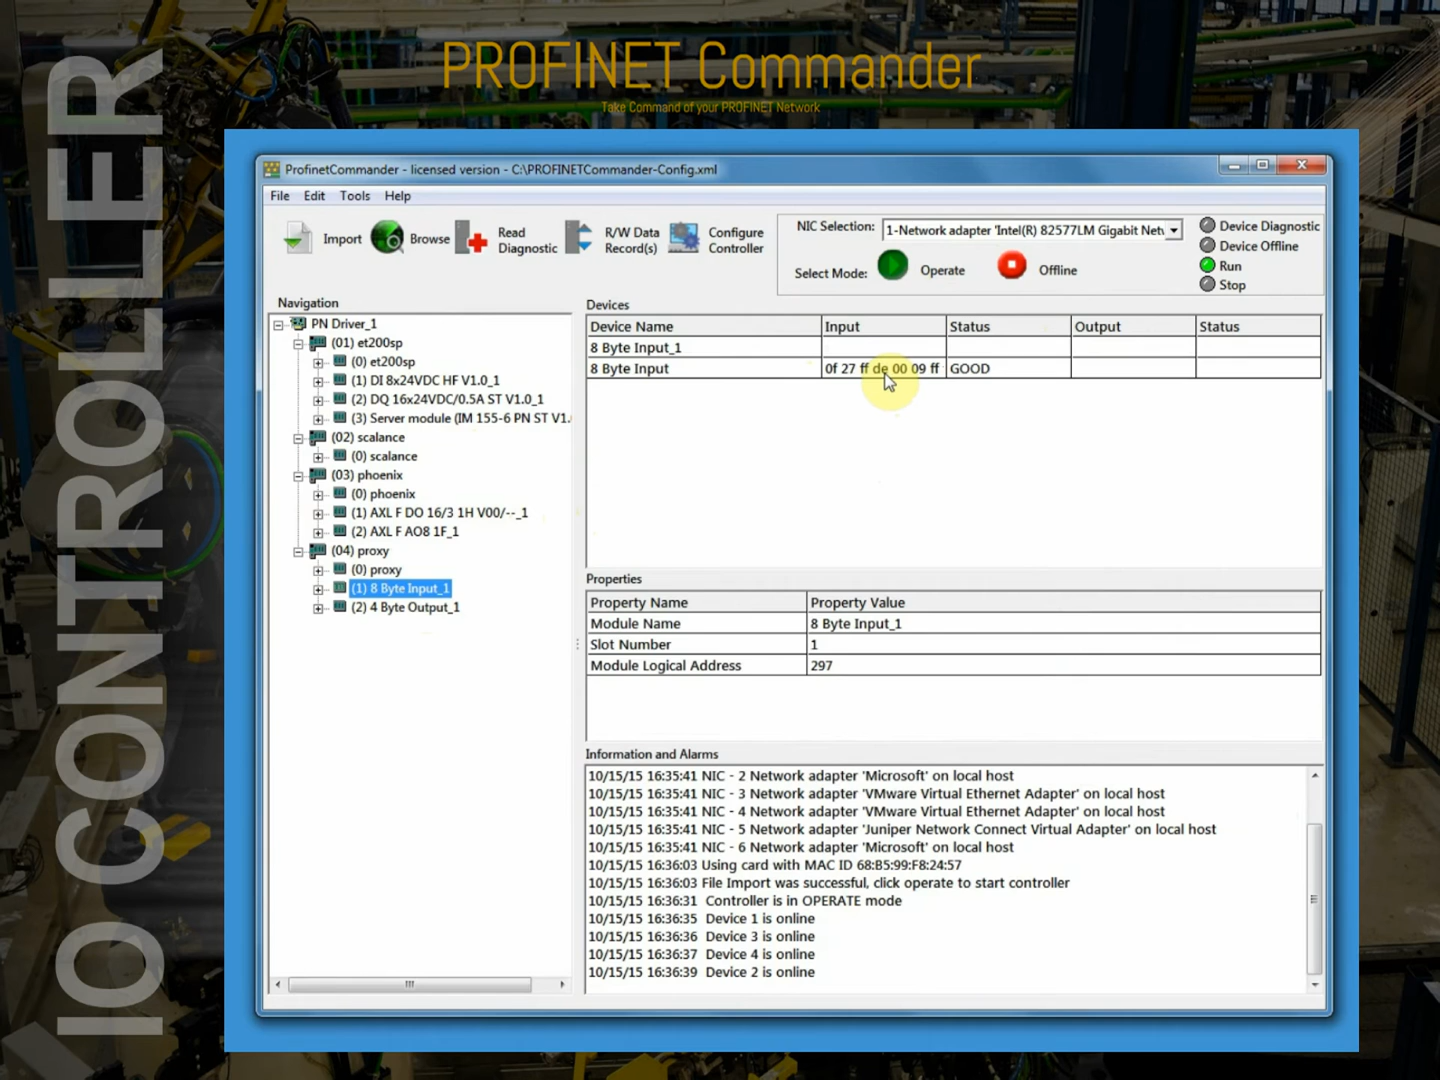 PROFINET Commander
Take Command of your PROFINET Network
IO CONTROLLER
ProfinetCommander - licensed version - C:\PROFINETCommander-Config.xml
File Edit Tools Help
Import
Browse
Read
Diagnostic
R/W Data
Record(s)
Configure
Controller
NIC Selection:
1-Network adapter 'Intel(R) 82577LM Gigabit Netv
Select Mode:
Operate
Offline
Device Diagnostic
Device Offline
Run
Stop
Navigation
PN Driver_1
(01) et200sp
(0) et200sp
(1) DI 8x24VDC HF V1.0_1
(2) DQ 16x24VDC/0.5A ST V1.0_1
(3) Server module (IM 155-6 PN ST V1.
(02) scalance
(0) scalance
(03) phoenix
(0) phoenix
(1) AXL F DO 16/3 1H V00/--_1
(2) AXL F AO8 1F_1
(04) proxy
(0) proxy
(1) 8 Byte Input_1
(2) 4 Byte Output_1
Devices
Device Name Input Status Output Status
8 Byte Input_1
8 Byte Input 0f 27 ff de 00 09 ff GOOD
Properties
Property Name Property Value
Module Name 8 Byte Input_1
Slot Number 1
Module Logical Address 297
Information and Alarms
10/15/15 16:35:41 NIC - 2 Network adapter 'Microsoft' on local host
10/15/15 16:35:41 NIC - 3 Network adapter 'VMware Virtual Ethernet Adapter' on local host
10/15/15 16:35:41 NIC - 4 Network adapter 'VMware Virtual Ethernet Adapter' on local host
10/15/15 16:35:41 NIC - 5 Network adapter 'Juniper Network Connect Virtual Adapter' on local host
10/15/15 16:35:41 NIC - 6 Network adapter 'Microsoft' on local host
10/15/15 16:36:03 Using card with MAC ID 68:B5:99:F8:24:57
10/15/15 16:36:03 File Import was successful, click operate to start controller
10/15/15 16:36:31 Controller is in OPERATE mode
10/15/15 16:36:35 Device 1 is online
10/15/15 16:36:36 Device 3 is online
10/15/15 16:36:37 Device 4 is online
10/15/15 16:36:39 Device 2 is online